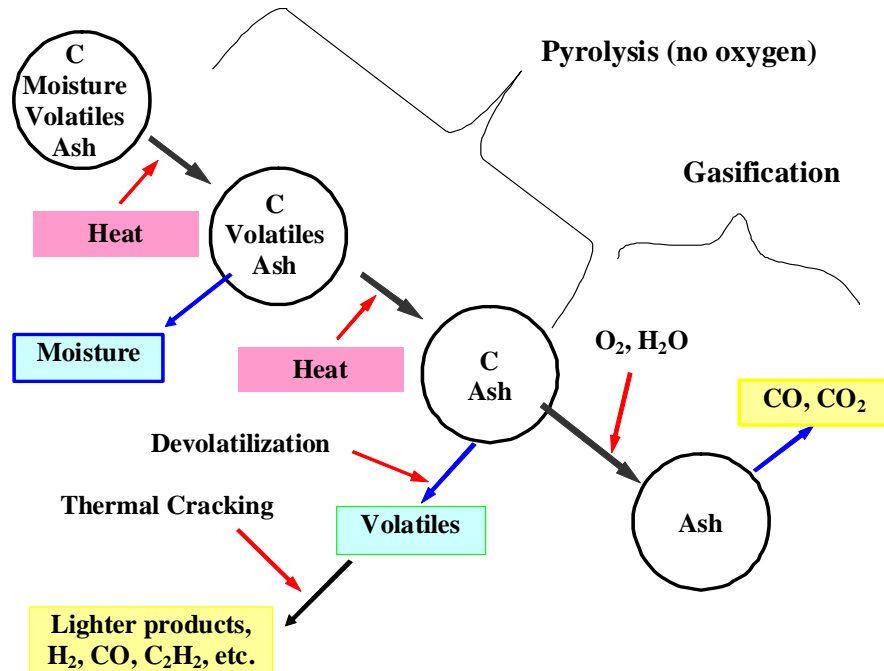 C
Moisture
Volatiles
Ash
Pyrolysis (no oxygen)
Gasification
Heat
C
Volatiles
Ash
Moisture
Heat
C
Ash
O₂, H₂O
CO, CO₂
Devolatilization
Thermal Cracking
Volatiles
Ash
Lighter products,
H₂, CO, C₂H₂, etc.